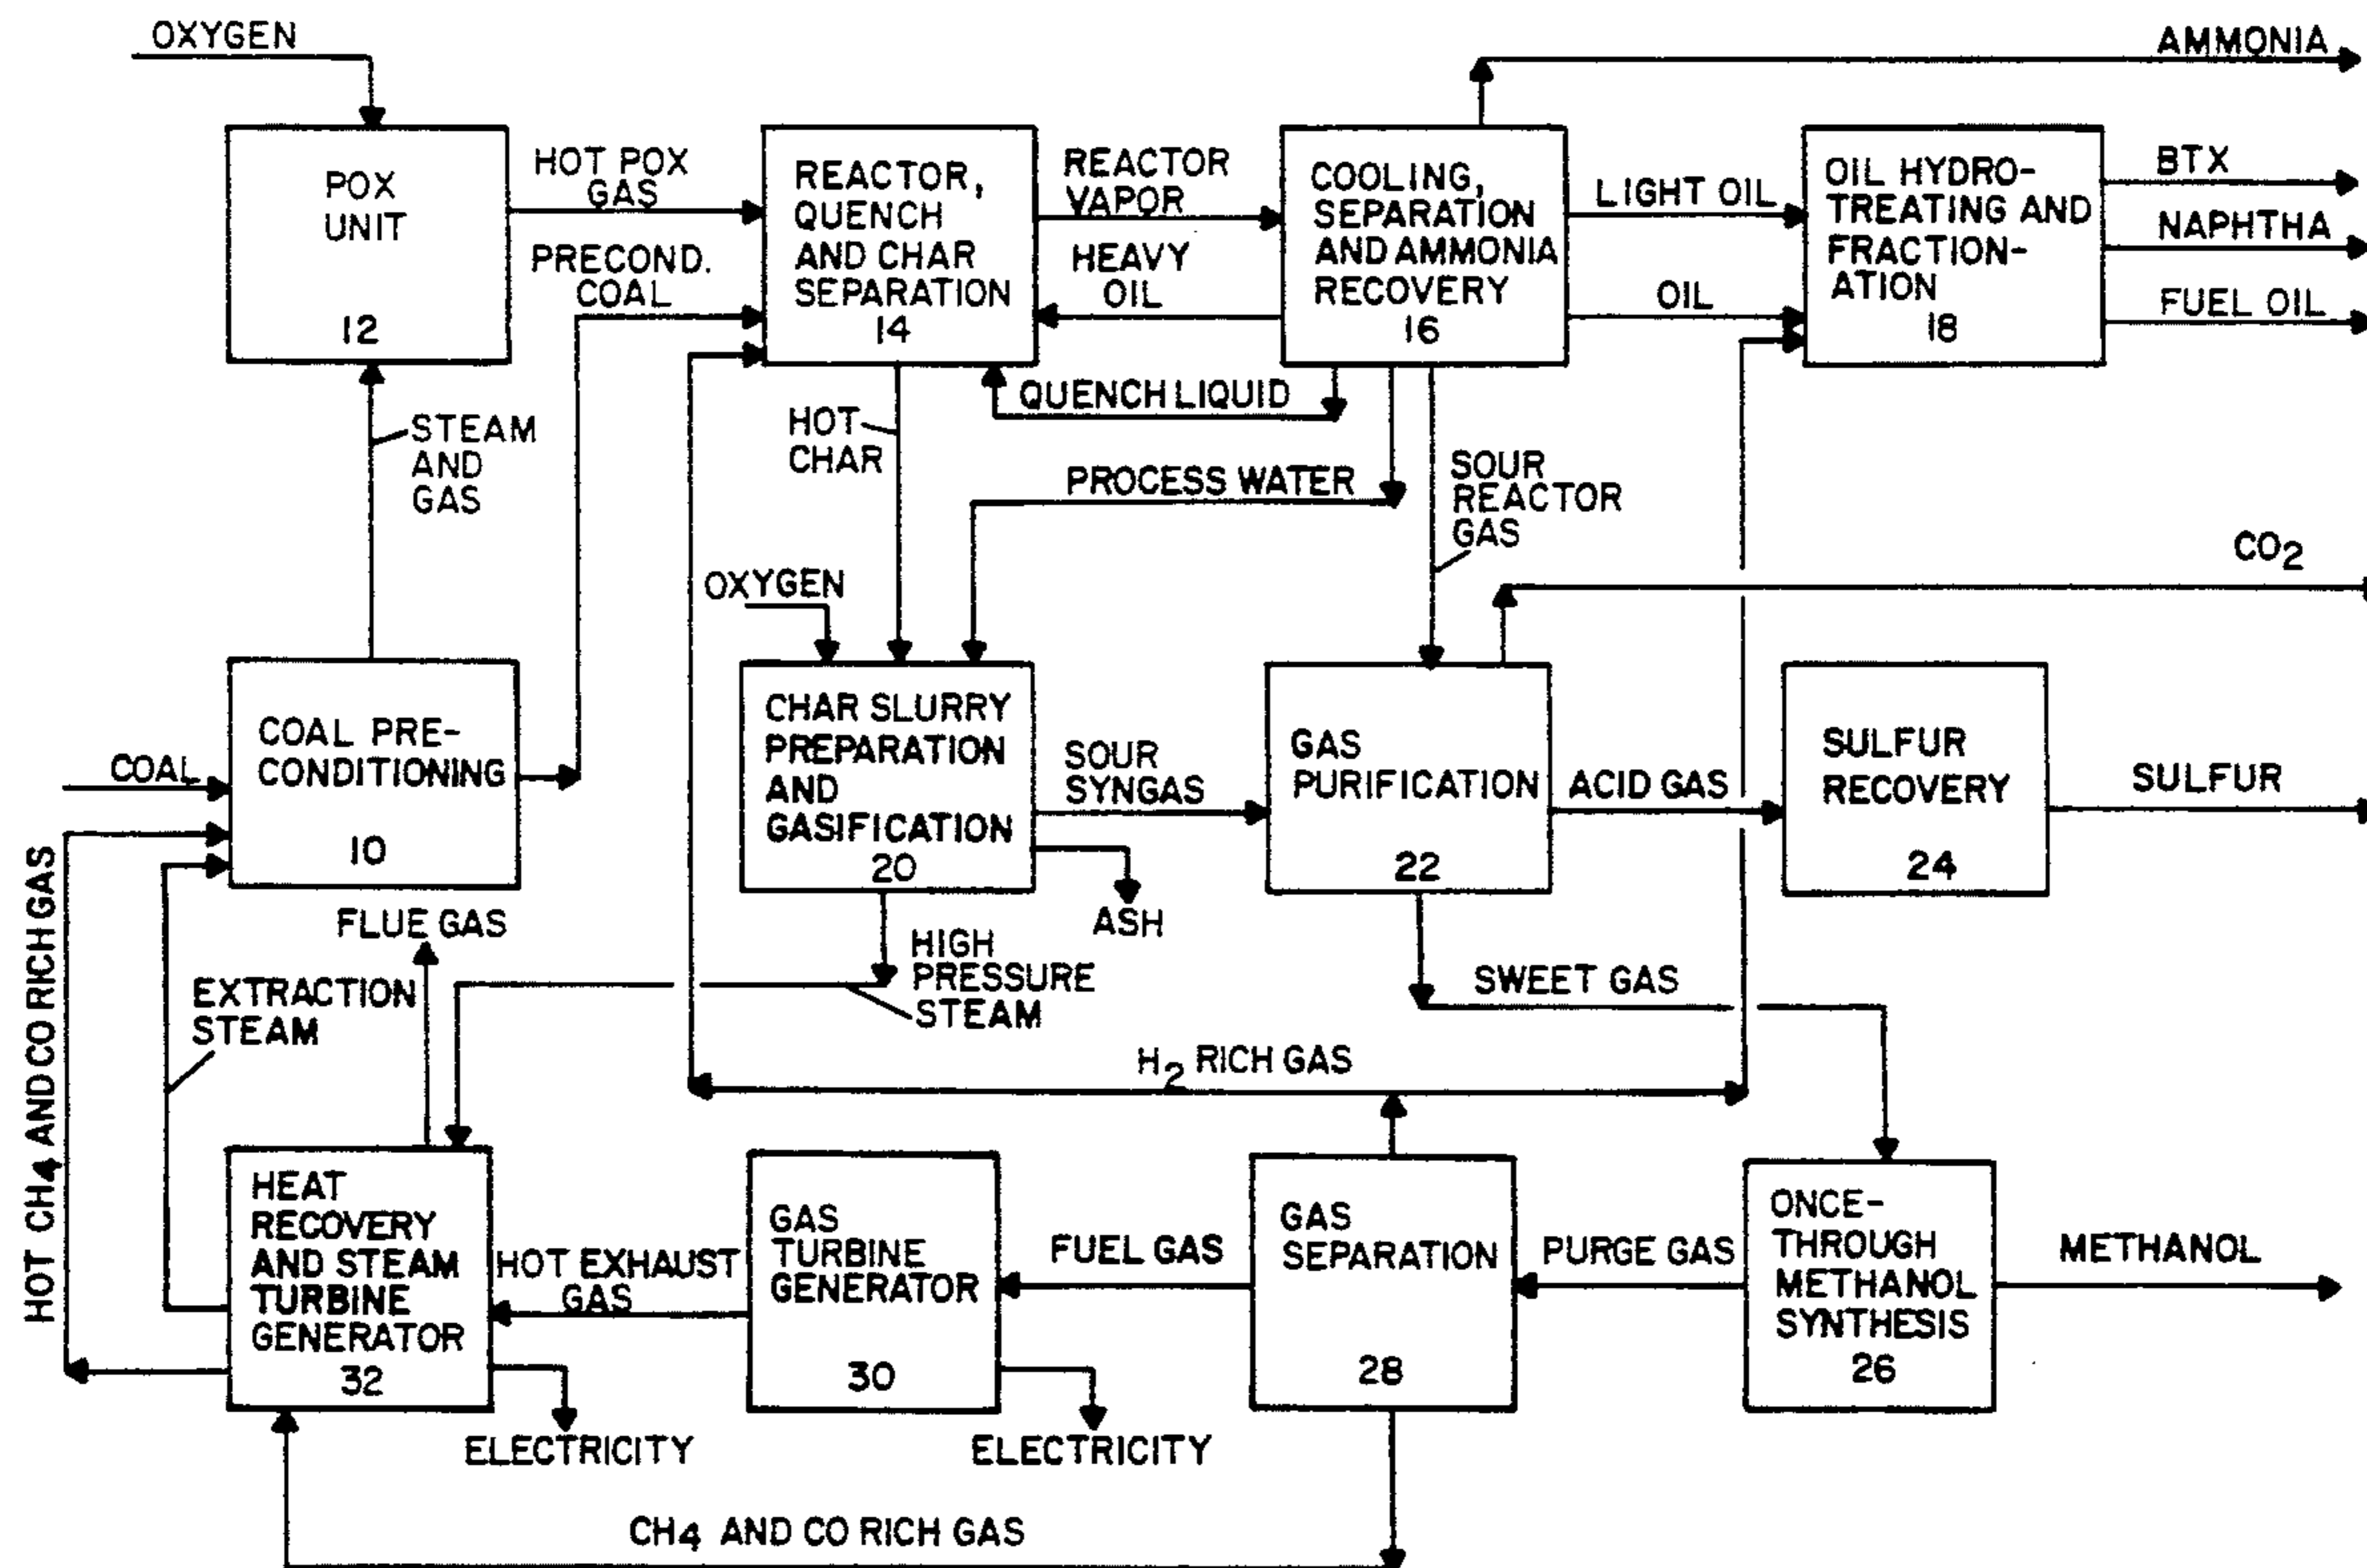 OXYGEN
AMMONIA
POX
UNIT
12
HOT POX
GAS
PRECOND.
COAL
REACTOR,
QUENCH
AND CHAR
SEPARATION
14
REACTOR
VAPOR
HEAVY
OIL
COOLING,
SEPARATION
AND AMMONIA
RECOVERY
16
LIGHT OIL
OIL
OIL HYDRO-
TREATING AND
FRACTION-
ATION
18
BTX
NAPHTHA
FUEL OIL
STEAM
AND
GAS
HOT
CHAR
QUENCH LIQUID
PROCESS WATER
SOUR
REACTOR
GAS
CO2
OXYGEN
COAL
COAL PRE-
CONDITIONING
10
CHAR SLURRY
PREPARATION
AND
GASIFICATION
20
SOUR
SYNGAS
ASH
GAS
PURIFICATION
22
ACID GAS
SULFUR
RECOVERY
24
SULFUR
HOT CH4 AND CO RICH GAS
FLUE GAS
EXTRACTION
STEAM
HIGH
PRESSURE
STEAM
SWEET GAS
H2 RICH GAS
HEAT
RECOVERY
AND STEAM
TURBINE
GENERATOR
32
HOT EXHAUST
GAS
GAS
TURBINE
GENERATOR
30
FUEL GAS
GAS
SEPARATION
28
PURGE GAS
ONCE-
THROUGH
METHANOL
SYNTHESIS
26
METHANOL
ELECTRICITY
ELECTRICITY
CH4 AND CO RICH GAS